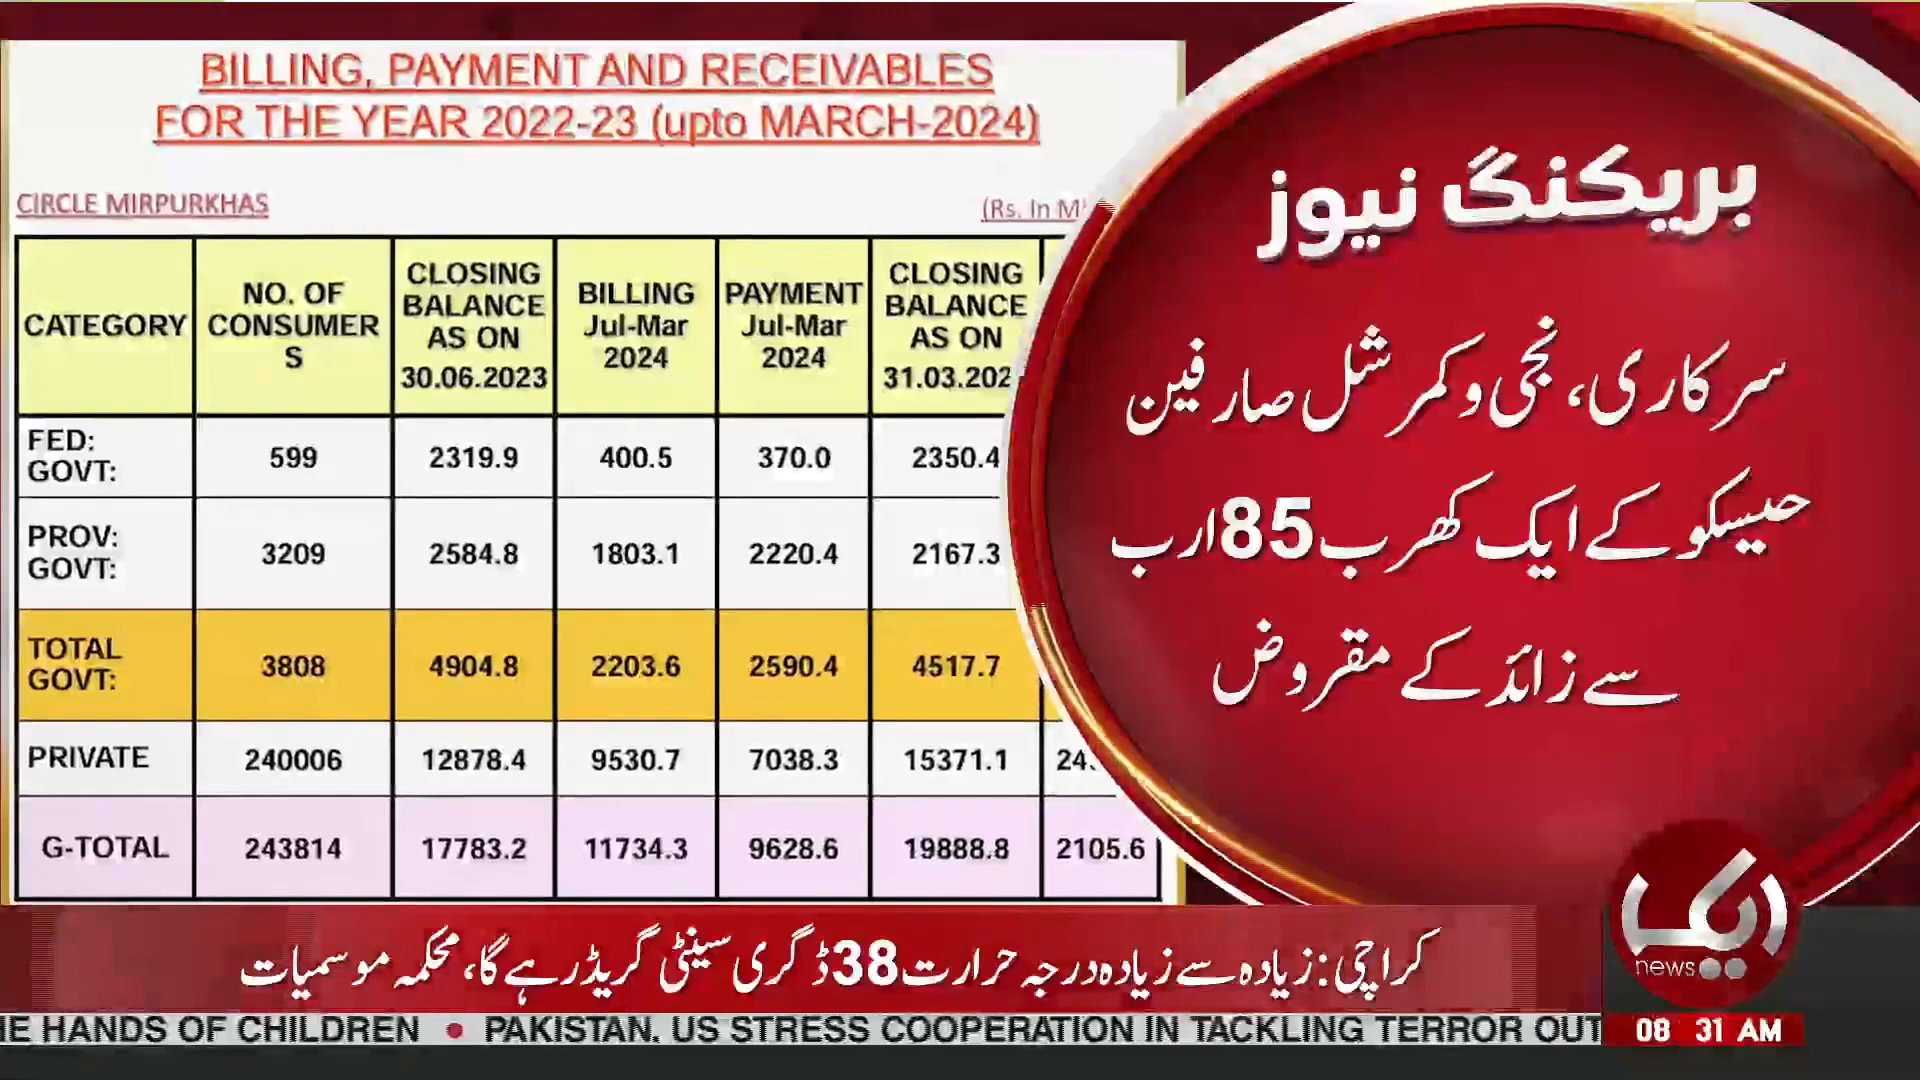 BILLING, PAYMENT AND RECEIVABLES
FOR THE YEAR 2022-23 (upto MARCH-2024)
CIRCLE MIRPURKHAS
(Rs. In M
CATEGORY
NO. OF
CONSUMER
S
CLOSING
BALANCE
AS ON
30.06.2023
BILLING
Jul-Mar
2024
PAYMENT
Jul-Mar
2024
CLOSING
BALANCE
AS ON
31.03.202
FED:
GOVT:
599
2319.9
400.5
370.0
2350.4
PROV:
GOVT:
3209
2584.8
1803.1
2220.4
2167.3
TOTAL
GOVT:
3808
4904.8
2203.6
2590.4
4517.7
PRIVATE
240006
12878.4
9530.7
7038.3
15371.1
24
G-TOTAL
243814
17783.2
11734.3
9628.6
19888.8
2105.6
بریکنگ نیوز
سرکاری، نجی و کمرشل صارفین
حیسکو کے ایک کھرب 85 ارب
سے زائد کے مقروض
ایک
news
کراچی: زیادہ سے زیادہ درجہ حرارت 38 ڈگری سینٹی گریڈ رہے گا، محکمہ موسمیات
E HANDS OF CHILDREN • PAKISTAN, US STRESS COOPERATION IN TACKLING TERROR OUT
08 31 AM